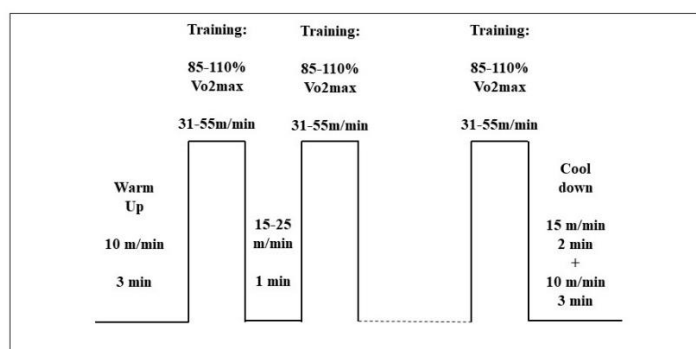 Training:
85-110%
Vo2max
31-55m/min
Training:
85-110%
Vo2max
31-55m/min
Training:
85-110%
Vo2max
31-55m/min
Warm
Up
10 m/min
3 min
15-25
m/min
1 min
Cool
down
15 m/min
2 min
+
10 m/min
3 min